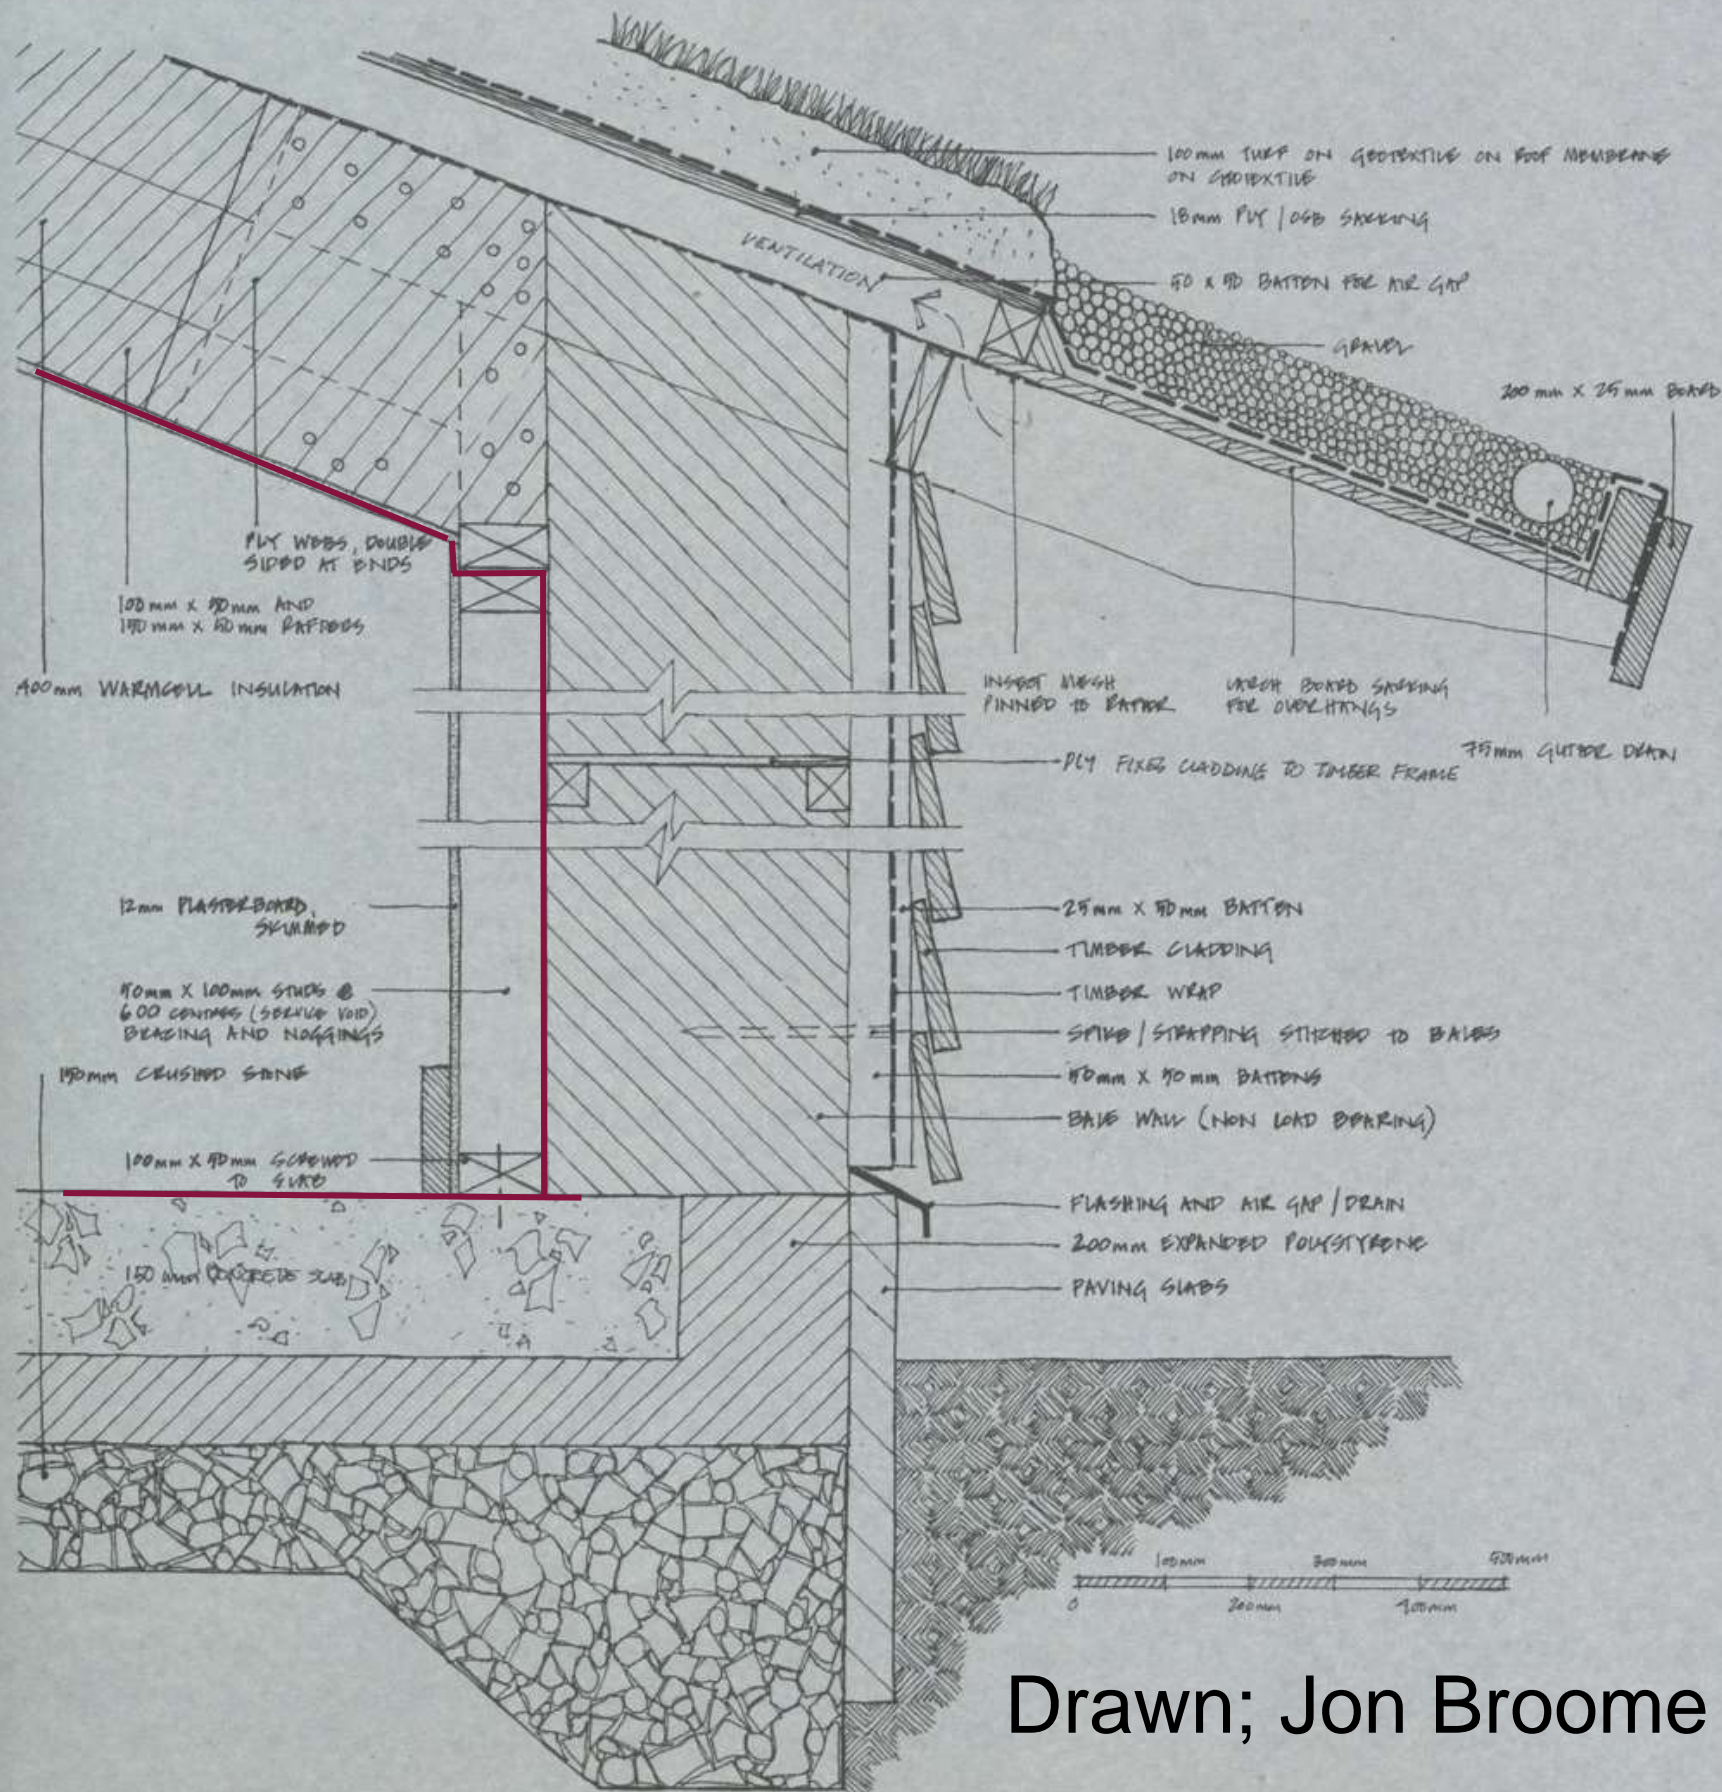 100mm TURF ON GEOTEXTILE ON ROOF MEMBRANE
ON GEOTEXTILE
18mm PLY / OSB SARKING
VENTILATION
50 X 50 BATTEN FOR AIR GAP
GRAVEL
200 mm X 25 mm BOARD
PLY WEBS, DOUBLE
SIDED AT ENDS
100 mm X 50mm AND
150 mm X 50 mm RAFTERS
400mm WARMCELL INSULATION
INSECT MESH
PINNED TO RAFTER
LARCH BOARD SARKING
FOR OVERHANGS
75mm GUTTER DRAIN
PLY FIXES CLADDING TO TIMBER FRAME
12mm PLASTERBOARD,
SKIMMED
25mm X 50mm BATTEN
TIMBER CLADDING
50mm X 100mm STUDS @
600 CENTRES (SERVICE VOID)
BRACING AND NOGGINGS
TIMBER WRAP
SPIKE / STRAPPING STITCHED TO BALES
150mm CRUSHED STONE
50mm X 50 mm BATTENS
BALE WALL (NON LOAD BEARING)
100mm X 50mm SCREWED
TO SLAB
FLASHING AND AIR GAP / DRAIN
200mm EXPANDED POLYSTYRENE
150 mm CONCRETE SLAB
PAVING SLABS
100mm 300mm 500mm
0 200mm 400mm
Drawn; Jon Broome